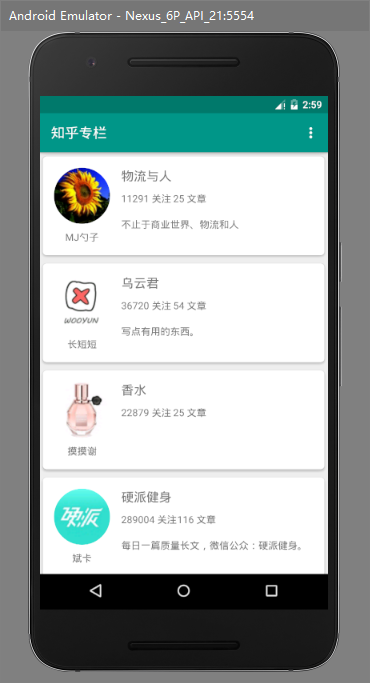 Android Emulator - Nexus_6P_API_21:5554
2:59
知乎专栏
物流与人
11291 关注 25 文章
不止于商业世界、物流和人
MJ勺子
乌云君
36720 关注 54 文章
WOOYUN
写点有用的东西。
长短短
香水
22879 关注 25 文章
摸摸谢
硬派健身
硬派
289004 关注116 文章
每日一篇质量长文，微信公众：硬派健身。
斌卡